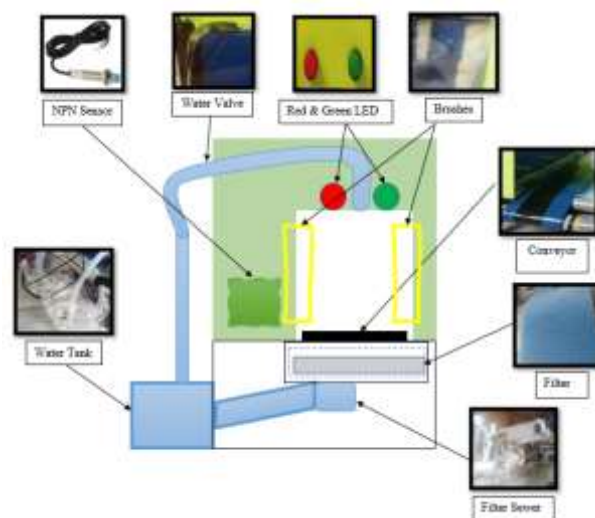 NPN Sensor
Water Valve
Red & Green LED
Brushes
Conveyor
Water Tank
Filter
Filter Sewer